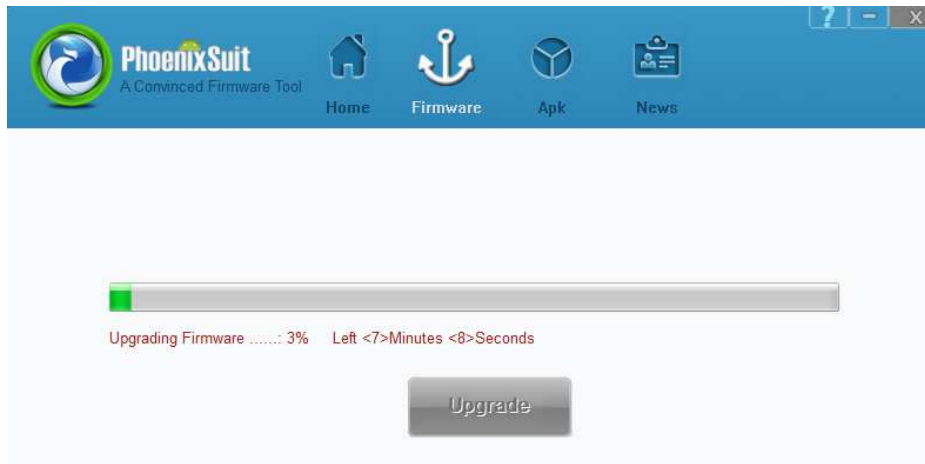 ? - x
PhoenixSuit
A Convinced Firmware Tool
Home Firmware Apk News
Upgrading Firmware ......: 3% Left <7>Minutes <8>Seconds
Upgrade